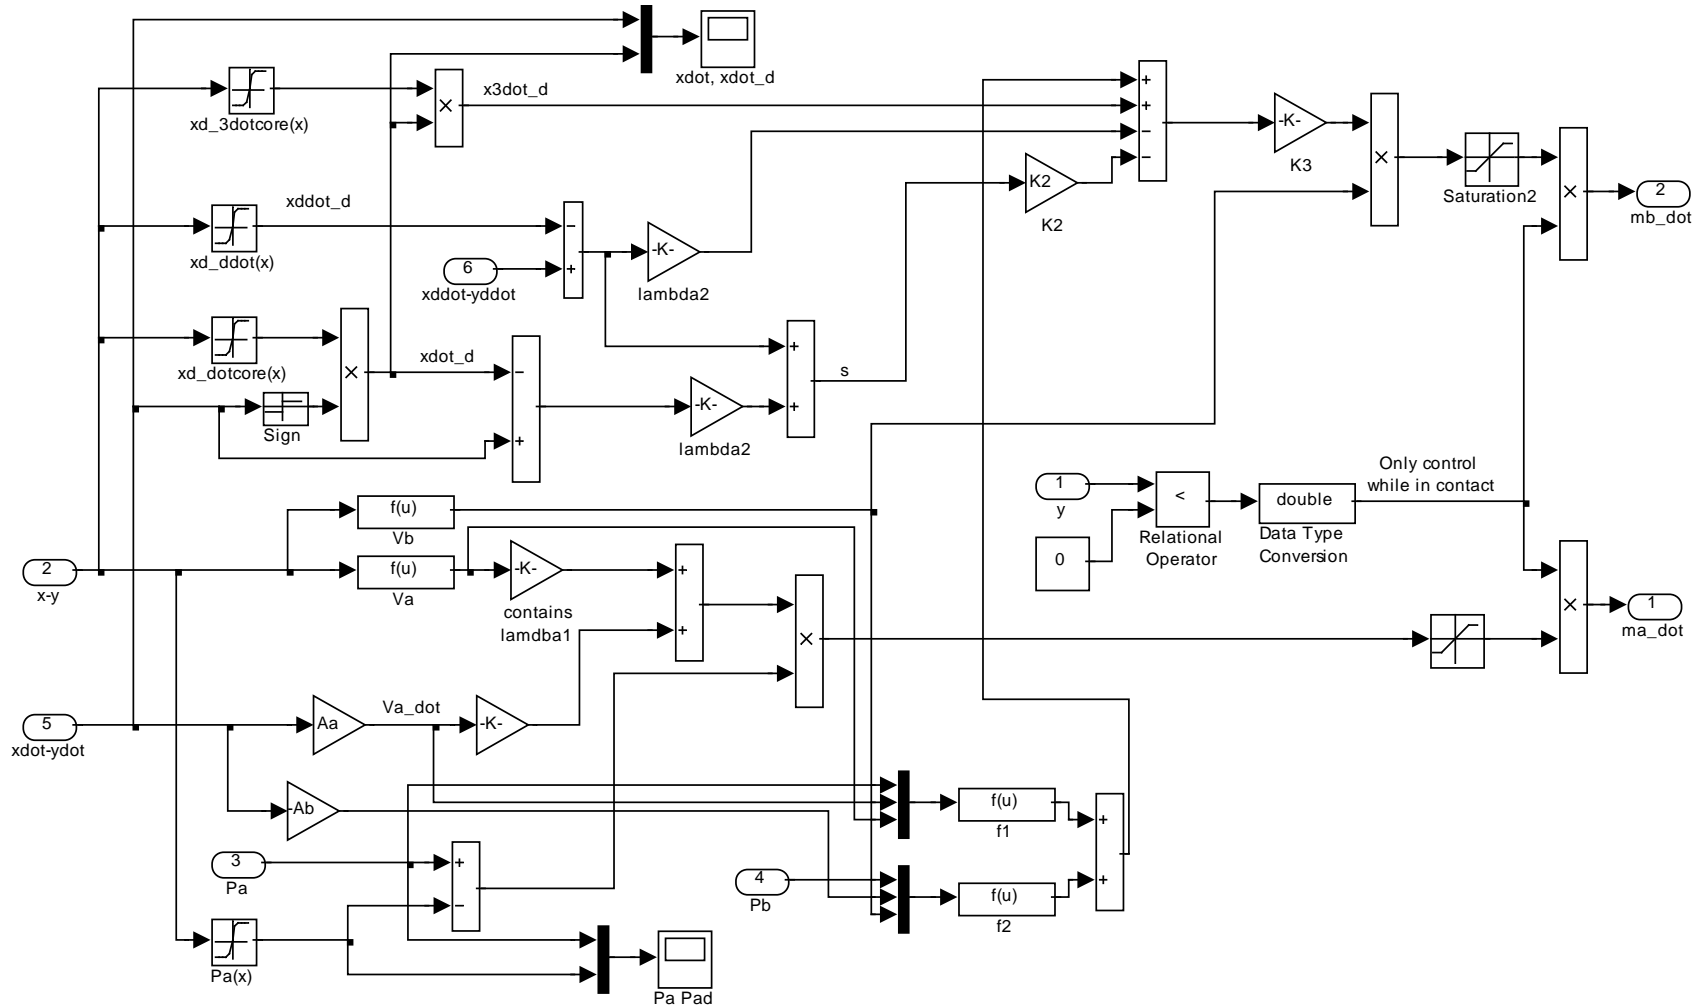 xdot, xdot_d
xd_3dotcore(x)
×
x3dot_d
+
+
−
−
-K-
K3
×
Saturation2
×
2
mb_dot
K2
K2
xddot_d
xd_ddot(x)
6
xddot-yddot
−
+
-K-
lambda2
xd_dotcore(x)
Sign
×
xdot_d
−
+
-K-
lambda2
+
+
s
1
y
0
<
Relational
Operator
double
Data Type
Conversion
Only control
while in contact
2
x-y
f(u)
Vb
f(u)
Va
-K-
contains
lamdba1
+
+
×
×
1
ma_dot
5
xdot-ydot
Aa
Va_dot
-K-
-Ab
3
Pa
+
−
Pa(x)
Pa Pad
4
Pb
f(u)
f1
f(u)
f2
+
+